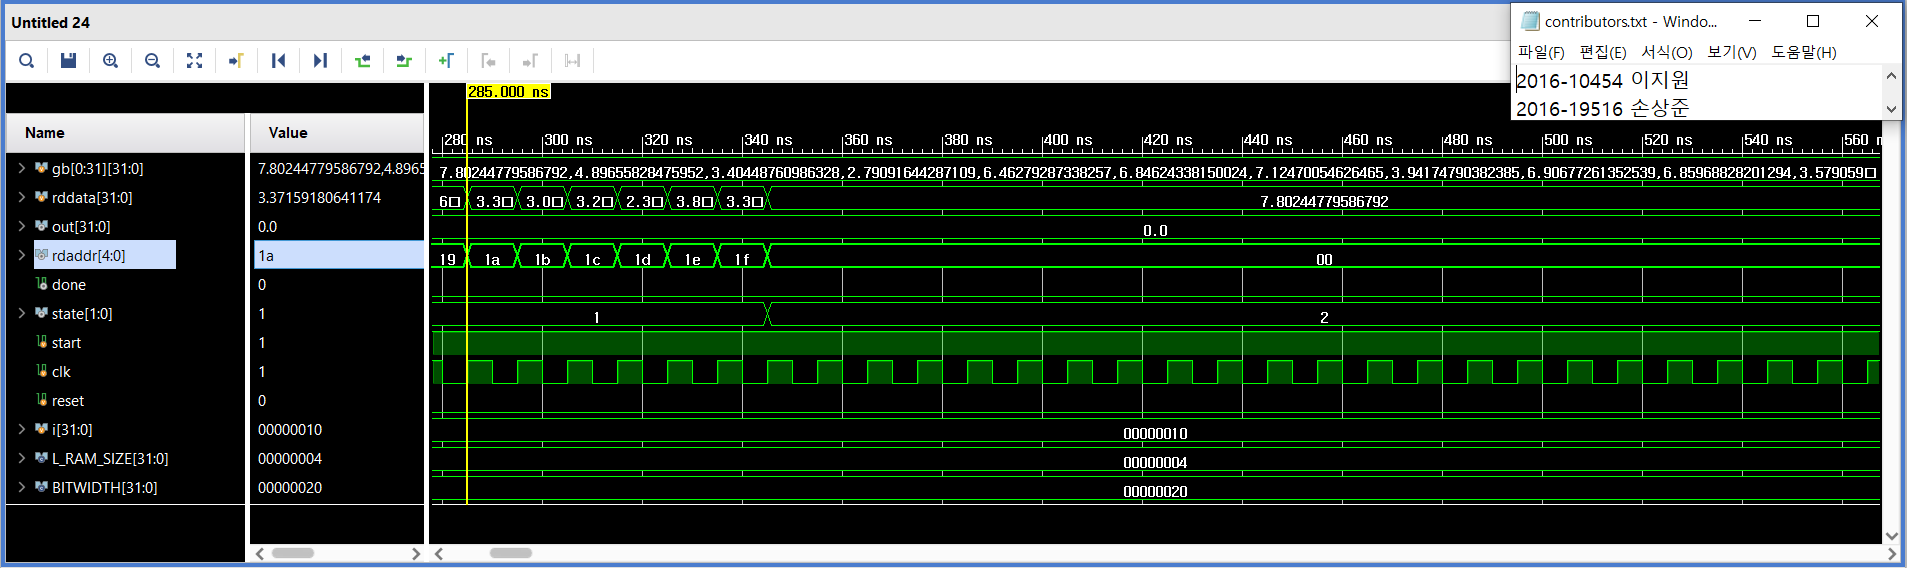 Untitled 24
contributors.txt - Windo...
파일(F) 편집(E) 서식(O) 보기(V) 도움말(H)
2016-10454 이지원
2016-19516 손상준
285.000 ns
Name Value
280 ns 300 ns 320 ns 340 ns 360 ns 380 ns 400 ns 420 ns 440 ns 460 ns 480 ns 500 ns 520 ns 540 ns 560 n
gb[0:31][31:0] 7.80244779586792,4.8965 7.80244779586792,4.89655828475952,3.40448760986328,2.79091644287109,6.46279287338257,6.84624338150024,7.12470054626465,3.94174790382385,6.90677261352539,6.85968828201294,3.579059□
rddata[31:0] 3.37159180641174 6□ 3.3□ 3.0□ 3.2□ 2.3□ 3.8□ 3.3□ 7.80244779586792
out[31:0] 0.0 0.0
rdaddr[4:0] 1a 19 1a 1b 1c 1d 1e 1f 00
done 0
state[1:0] 1 1 2
start 1
clk 1
reset 0
i[31:0] 00000010 00000010
L_RAM_SIZE[31:0] 00000004 00000004
BITWIDTH[31:0] 00000020 00000020